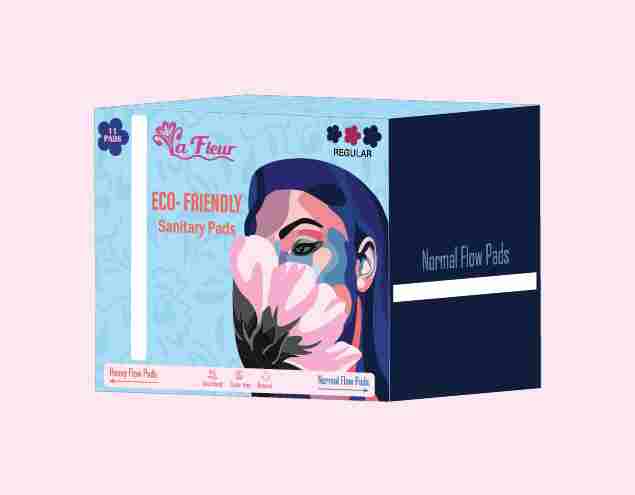 11
PADS
La Fleur
REGULAR
ECO- FRIENDLY
Sanitary Pads
Normal Flow Pads
Heavy Flow Pads
Normal Flow Pads